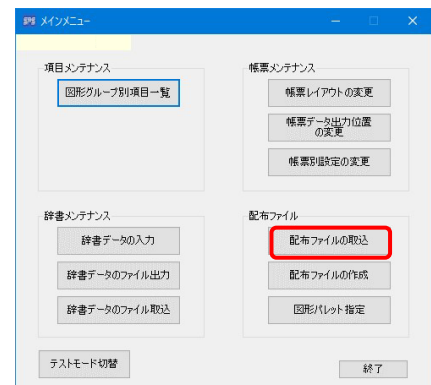 メインメニュー
項目メンテナンス
図形グループ別項目一覧
帳票メンテナンス
帳票レイアウトの変更
帳票データ出力位置
の変更
帳票別設定の変更
辞書メンテナンス
辞書データの入力
辞書データのファイル出力
辞書データのファイル取込
配布ファイル
配布ファイルの取込
配布ファイルの作成
図形パレット指定
テストモード切替
終了